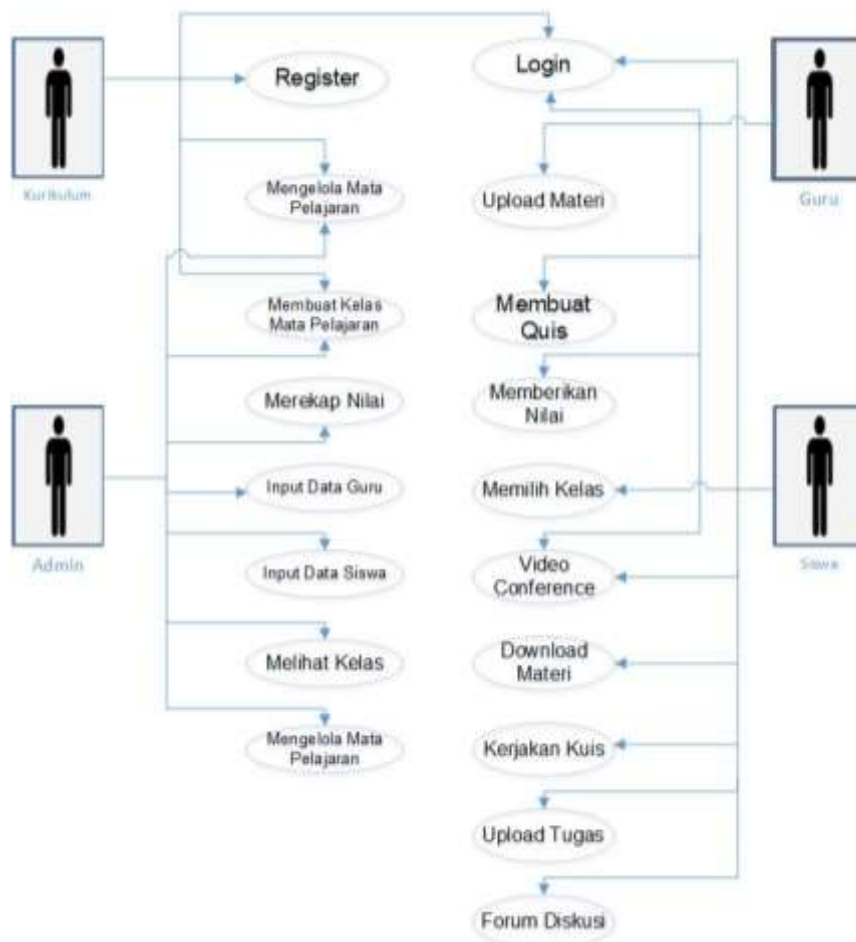 Register
Login
Kurikulum
Guru
Mengelola Mata
Pelajaran
Upload Materi
Membuat Kelas
Mata Pelajaran
Membuat
Quis
Merekap Nilai
Memberikan
Nilai
Input Data Guru
Memilih Kelas
Admin
Siswa
Input Data Siswa
Video
Conference
Melihat Kelas
Download
Materi
Mengelola Mata
Pelajaran
Kerjakan Kuis
Upload Tugas
Forum Diskusi